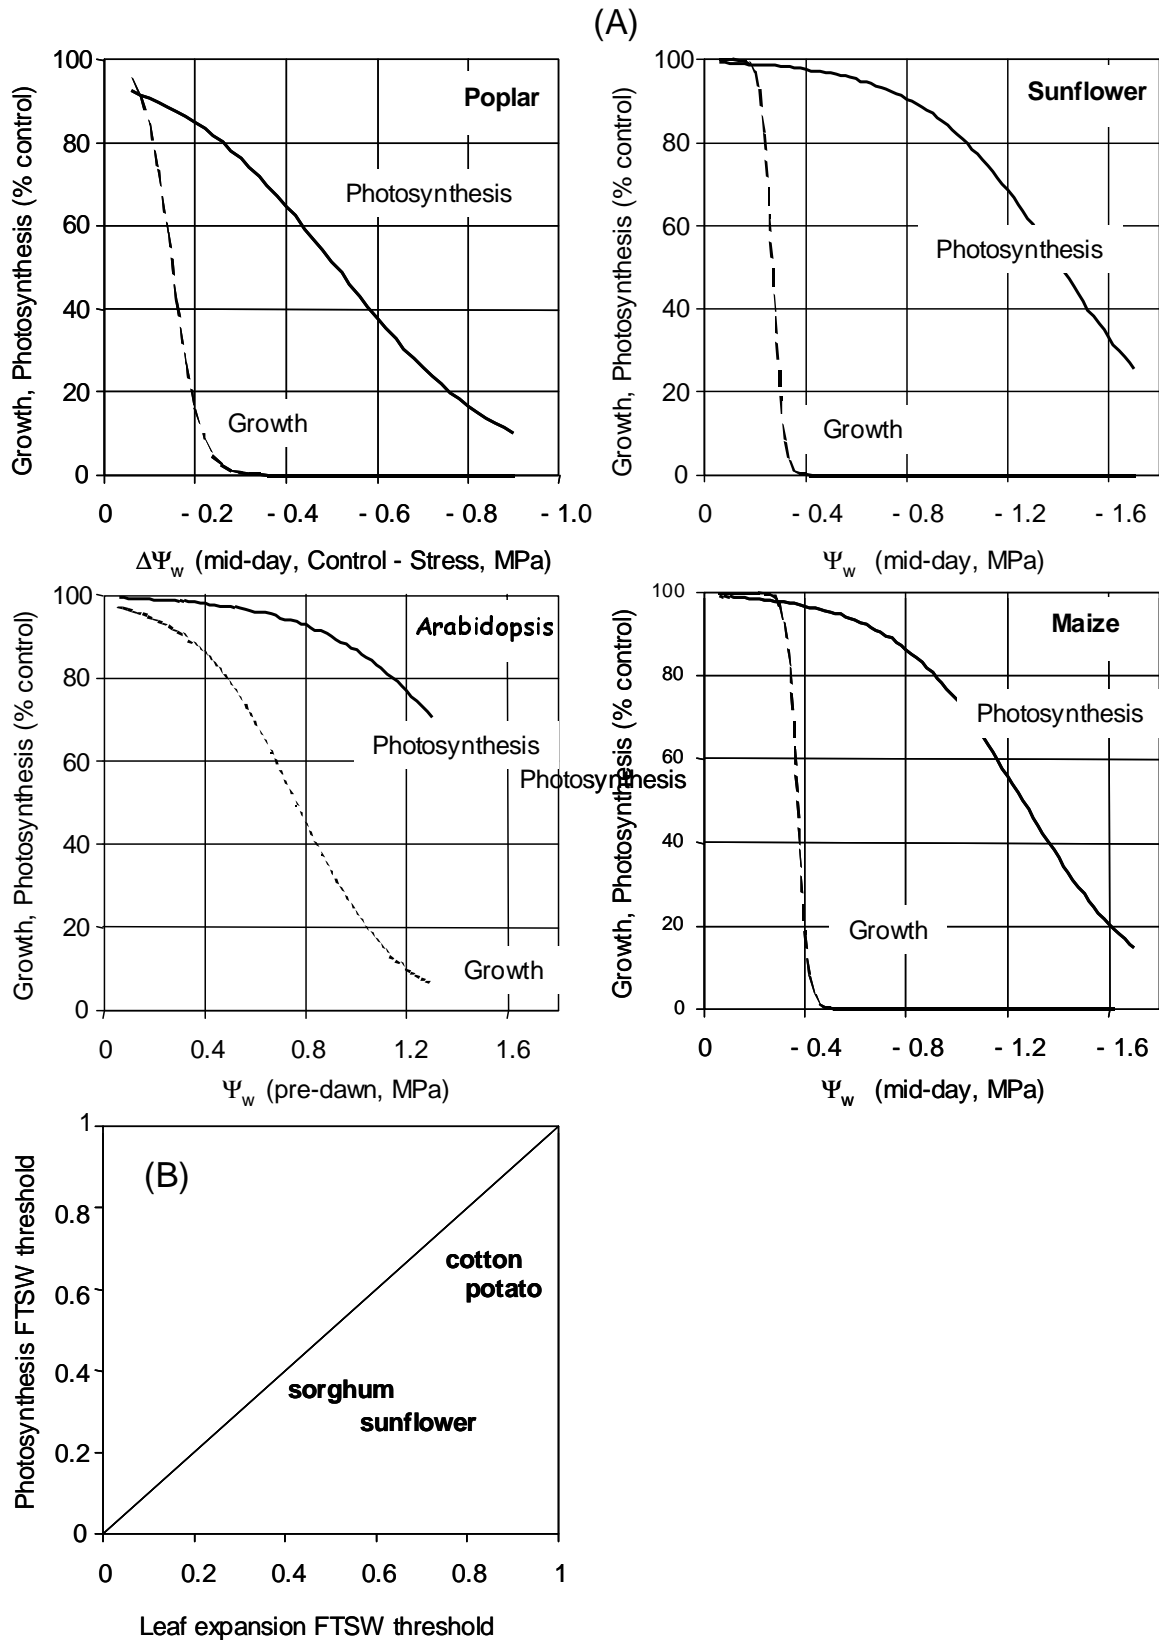 (A)
Growth, Photosynthesis (% control)
100
80
60
40
20
0
Poplar
Photosynthesis
Growth
0 - 0.2 - 0.4 - 0.6 - 0.8 - 1.0
ΔΨw (mid-day, Control - Stress, MPa)
Growth, Photosynthesis (% control)
100
80
60
40
20
0
Sunflower
Photosynthesis
Growth
0 - 0.4 - 0.8 - 1.2 - 1.6
Ψw (mid-day, MPa)
Growth, Photosynthesis (% control)
100
80
60
40
20
0
Arabidopsis
Photosynthesis
Photosynthesis
Growth
0 0.4 0.8 1.2 1.6
Ψw (pre-dawn, MPa)
Growth, Photosynthesis (% control)
100
80
60
40
20
0
Maize
Photosynthesis
Growth
0 - 0.4 - 0.8 - 1.2 - 1.6
Ψw (mid-day, MPa)
(B)
Photosynthesis FTSW threshold
1
0.8
0.6
0.4
0.2
0
cotton
potato
sorghum
sunflower
0 0.2 0.4 0.6 0.8 1
Leaf expansion FTSW threshold